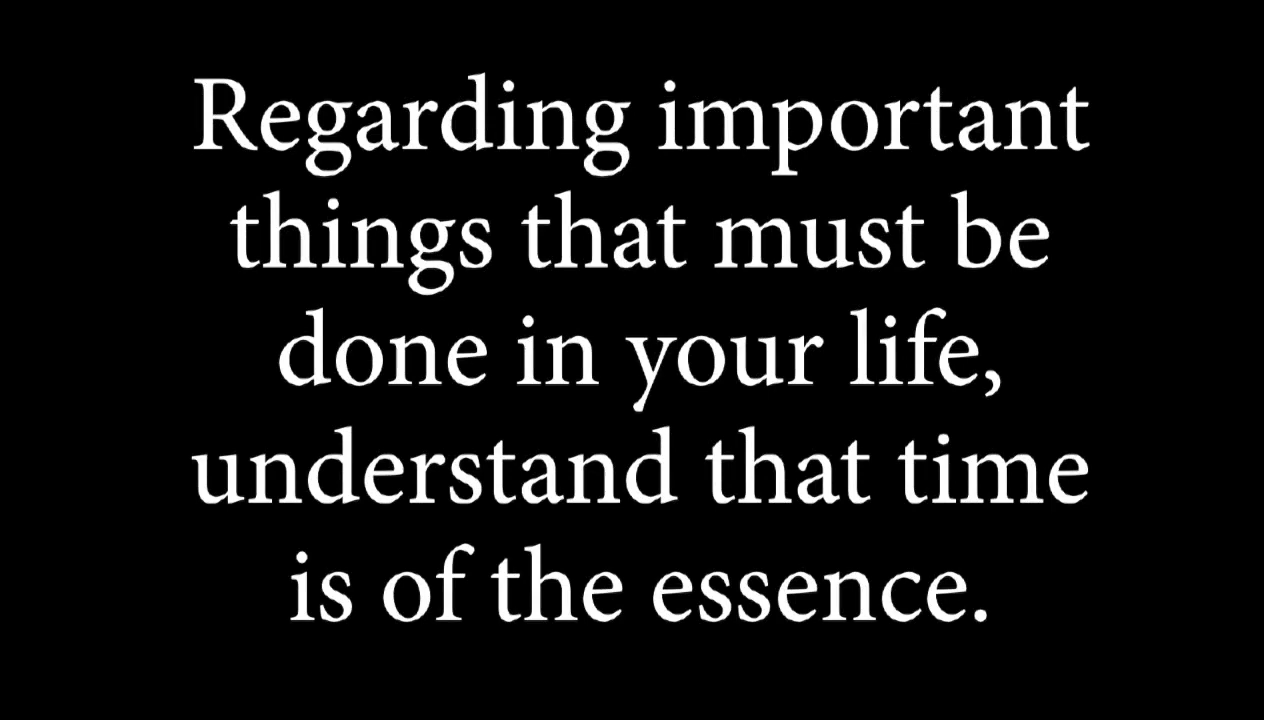 Regarding important
things that must be
done in your life,
understand that time
is of the essence.